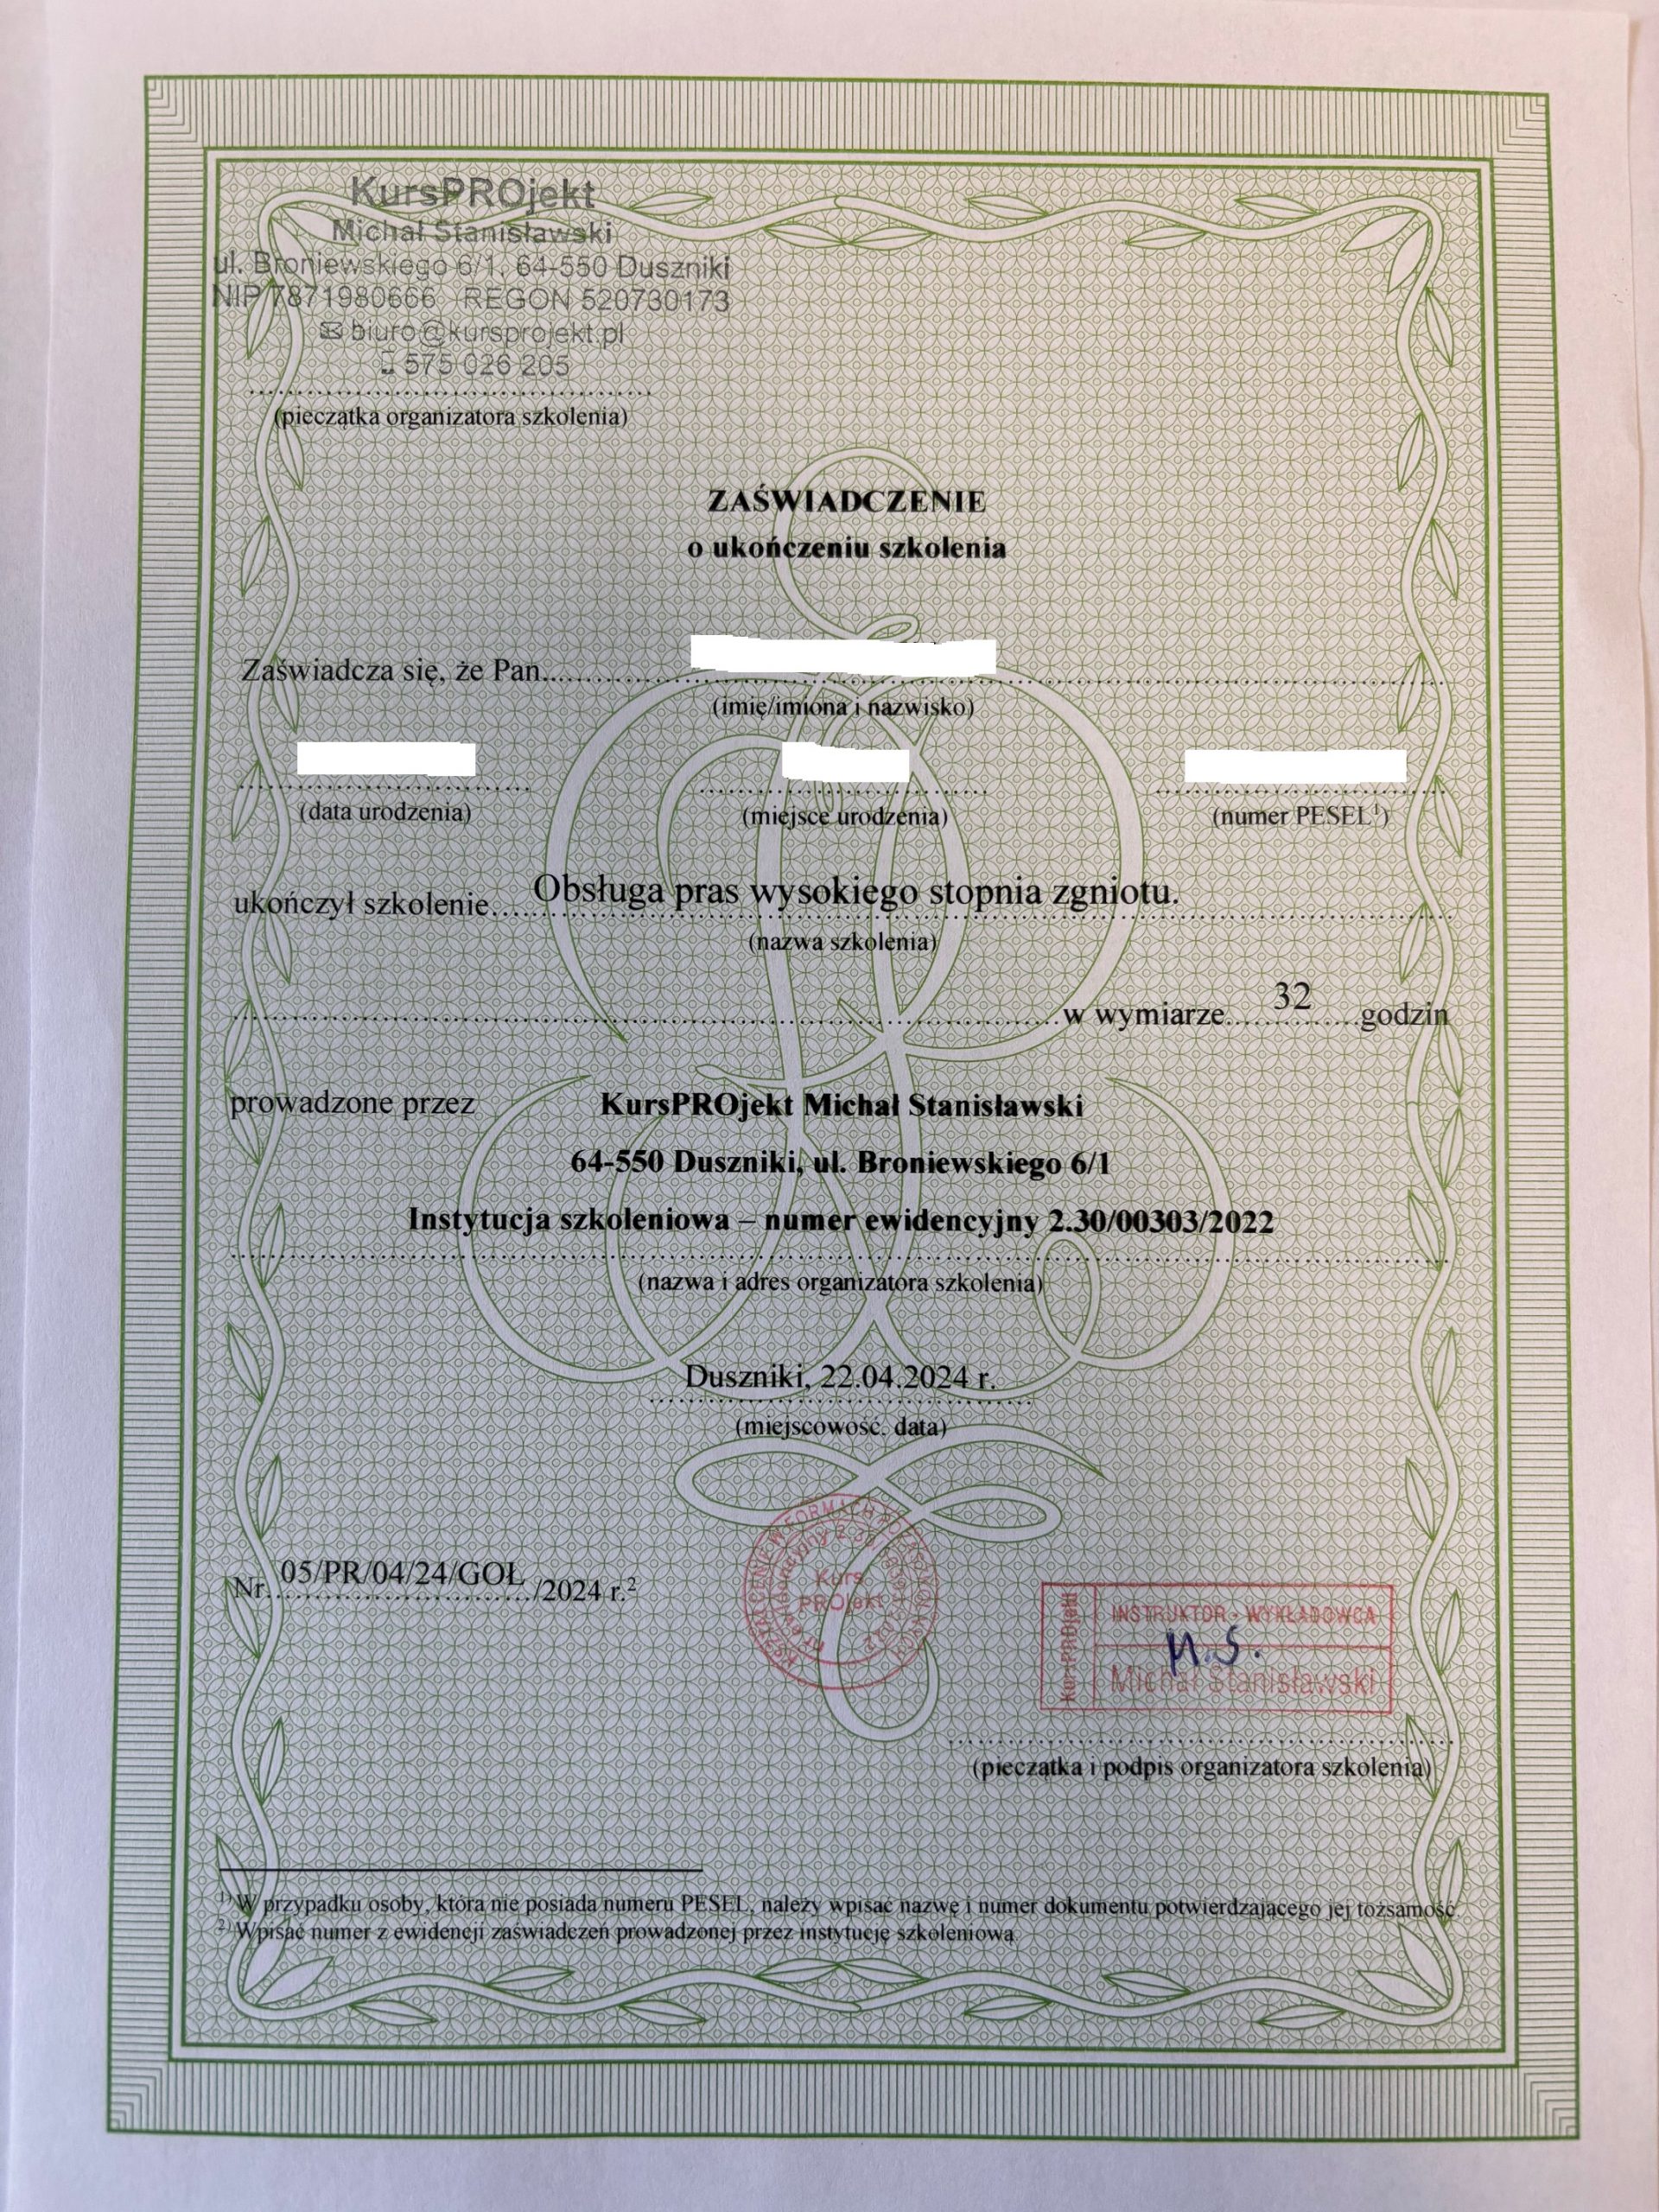 KursPROjekt
Michał Stanisławski
ul. Broniewskiego 6/1, 64-550 Duszniki
NIP 7871980666 REGON 520730173
biuro@kursprojekt.pl
575 026 205
(pieczątka organizatora szkolenia)
ZAŚWIADCZENIE
o ukończeniu szkolenia
Zaświadcza się, że Pan
(imię/imiona i nazwisko)
(data urodzenia) (miejsce urodzenia) (numer PESEL¹)
ukończył szkolenie Obsługa pras wysokiego stopnia zgniotu.
(nazwa szkolenia)
w wymiarze 32 godzin
prowadzone przez KursPROjekt Michał Stanisławski
64-550 Duszniki, ul. Broniewskiego 6/1
Instytucja szkoleniowa – numer ewidencyjny 2.30/00303/2022
(nazwa i adres organizatora szkolenia)
Duszniki, 22.04.2024 r.
(miejscowość, data)
Nr 05/PR/04/24/GOŁ /2024 r.²
Kurs
PROjekt
KursPROjekt
INSTRUKTOR - WYKŁADOWCA
M.S.
Michał Stanisławski
(pieczątka i podpis organizatora szkolenia)
¹⁾ W przypadku osoby, która nie posiada numeru PESEL, należy wpisać nazwę i numer dokumentu potwierdzającego jej tożsamość.
²⁾ Wpisać numer z ewidencji zaświadczeń prowadzonej przez instytucję szkoleniową